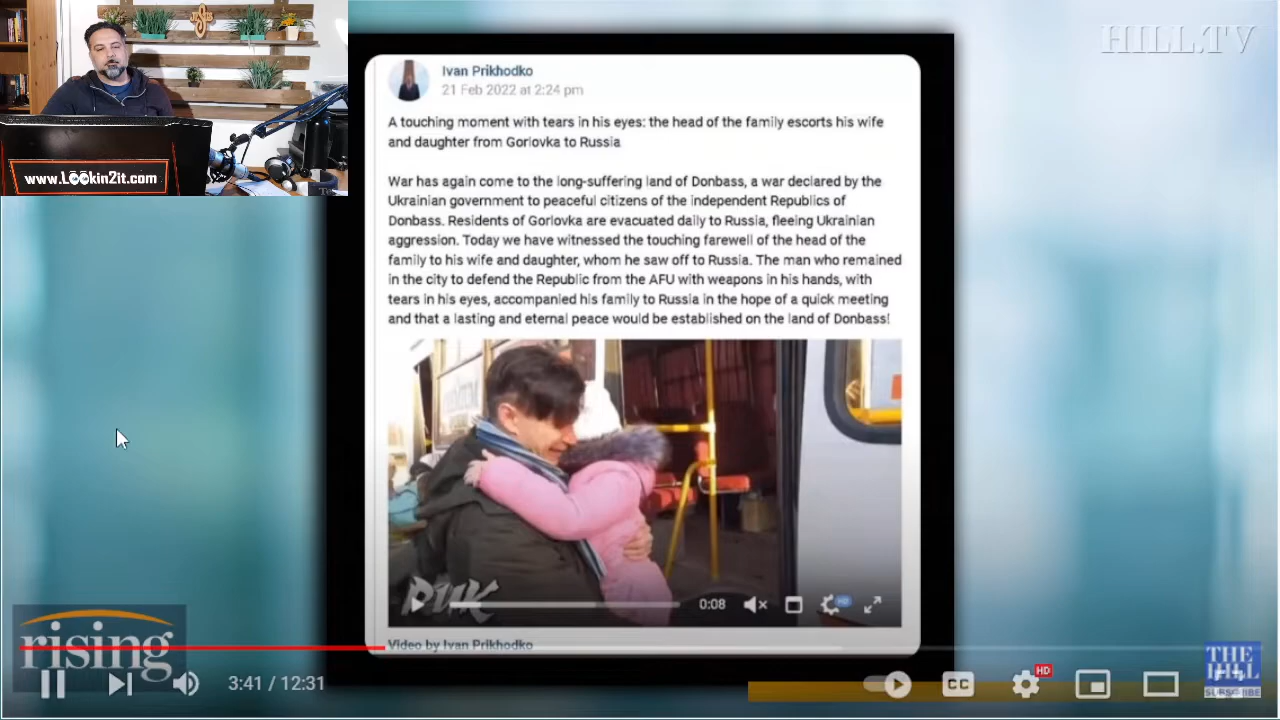 JESUS
www.L00kin2it.com
HILL.TV
Ivan Prikhodko
21 Feb 2022 at 2:24 pm
A touching moment with tears in his eyes: the head of the family escorts his wife
and daughter from Gorlovka to Russia
War has again come to the long-suffering land of Donbass, a war declared by the
Ukrainian government to peaceful citizens of the independent Republics of
Donbass. Residents of Gorlovka are evacuated daily to Russia, fleeing Ukrainian
aggression. Today we have witnessed the touching farewell of the head of the
family to his wife and daughter, whom he saw off to Russia. The man who remained
in the city to defend the Republic from the AFU with weapons in his hands, with
tears in his eyes, accompanied his family to Russia in the hope of a quick meeting
and that a lasting and eternal peace would be established on the land of Donbass!
0:08
HD
Video by Ivan Prikhodko
rising
3:41 / 12:31
CC
HD
THE
HILL
SUBSCRIBE